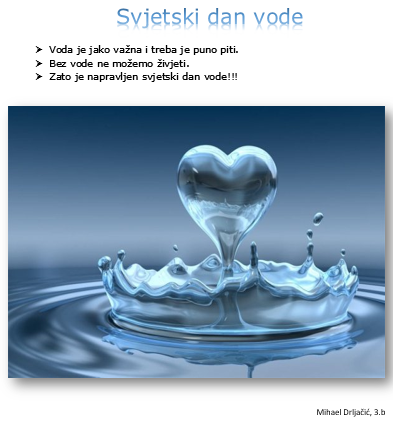 Svjetski dan vode
➢ Voda je jako važna i treba je puno piti.
➢ Bez vode ne možemo živjeti.
➢ Zato je napravljen svjetski dan vode!!!
Mihael Drljačić, 3.b